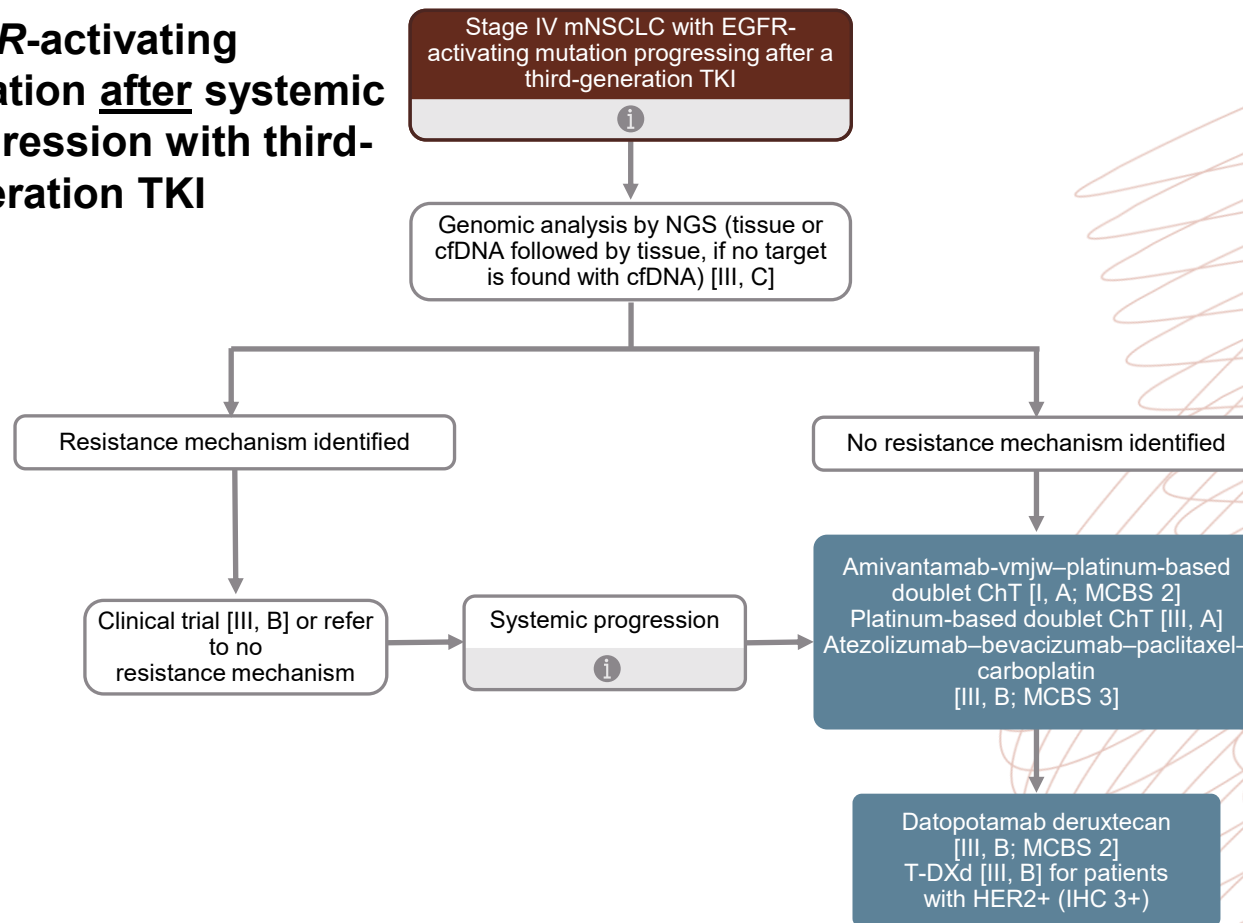 R-activating
ation after systemic
ression with third-
eration TKI
Stage IV mNSCLC with EGFR-
activating mutation progressing after a
third-generation TKI
i
Genomic analysis by NGS (tissue or
cfDNA followed by tissue, if no target
is found with cfDNA) [III, C]
Resistance mechanism identified
No resistance mechanism identified
Clinical trial [III, B] or refer
to no
resistance mechanism
Systemic progression
i
Amivantamab-vmjw–platinum-based
doublet ChT [I, A; MCBS 2]
Platinum-based doublet ChT [III, A]
Atezolizumab–bevacizumab–paclitaxel–
carboplatin
[III, B; MCBS 3]
Datopotamab deruxtecan
[III, B; MCBS 2]
T-DXd [III, B] for patients
with HER2+ (IHC 3+)